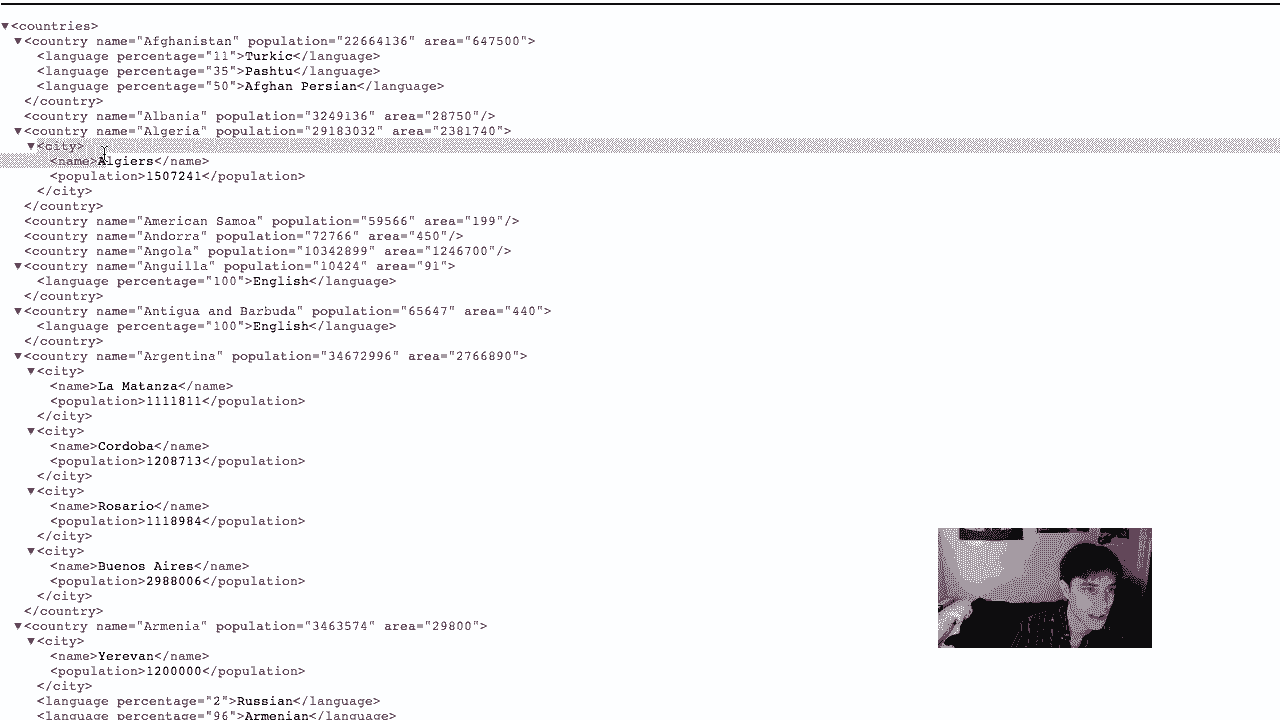 ▼<countries>
▼<country name="Afghanistan" population="22664136" area="647500">
<language percentage="11">Turkic</language>
<language percentage="35">Pashtu</language>
<language percentage="50">Afghan Persian</language>
</country>
<country name="Albania" population="3249136" area="28750"/>
▼<country name="Algeria" population="29183032" area="2381740">
▼<city>
<name>Algiers</name>
<population>1507241</population>
</city>
</country>
<country name="American Samoa" population="59566" area="199"/>
<country name="Andorra" population="72766" area="450"/>
<country name="Angola" population="10342899" area="1246700"/>
▼<country name="Anguilla" population="10424" area="91">
<language percentage="100">English</language>
</country>
▼<country name="Antigua and Barbuda" population="65647" area="440">
<language percentage="100">English</language>
</country>
▼<country name="Argentina" population="34672996" area="2766890">
▼<city>
<name>La Matanza</name>
<population>1111811</population>
</city>
▼<city>
<name>Cordoba</name>
<population>1208713</population>
</city>
▼<city>
<name>Rosario</name>
<population>1118984</population>
</city>
▼<city>
<name>Buenos Aires</name>
<population>2988006</population>
</city>
</country>
▼<country name="Armenia" population="3463574" area="29800">
▼<city>
<name>Yerevan</name>
<population>1200000</population>
</city>
<language percentage="2">Russian</language>
<language percentage="96">Armenian</language>